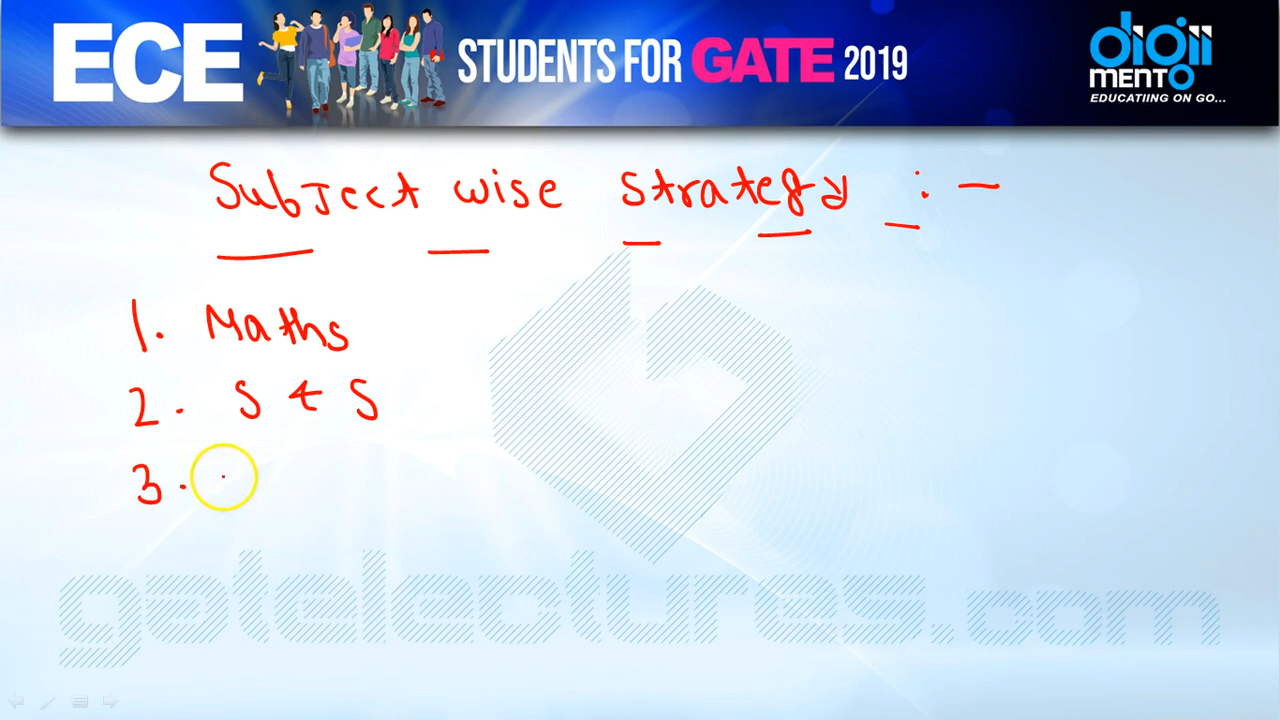 ECE STUDENTS FOR GATE 2019
digii
MENTO
EDUCATIING ON GO...
Subject wise strategy : -
1. Maths
2. S & S
3.
gatelectures.com